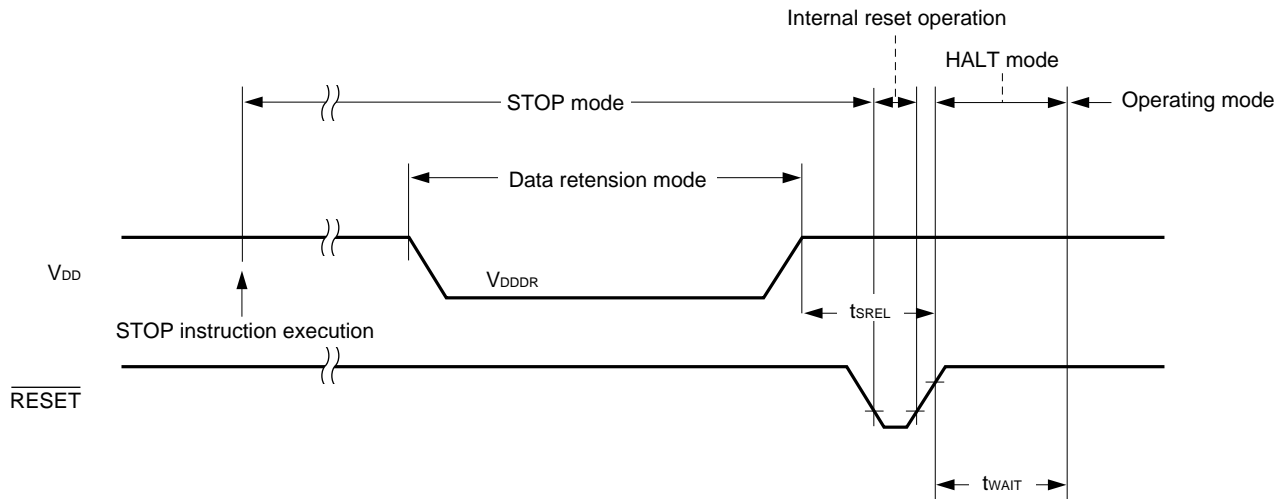 Internal reset operation
HALT mode
STOP mode
Operating mode
Data retension mode
VDD
VDDDR
STOP instruction execution
tSREL
RESET
tWAIT